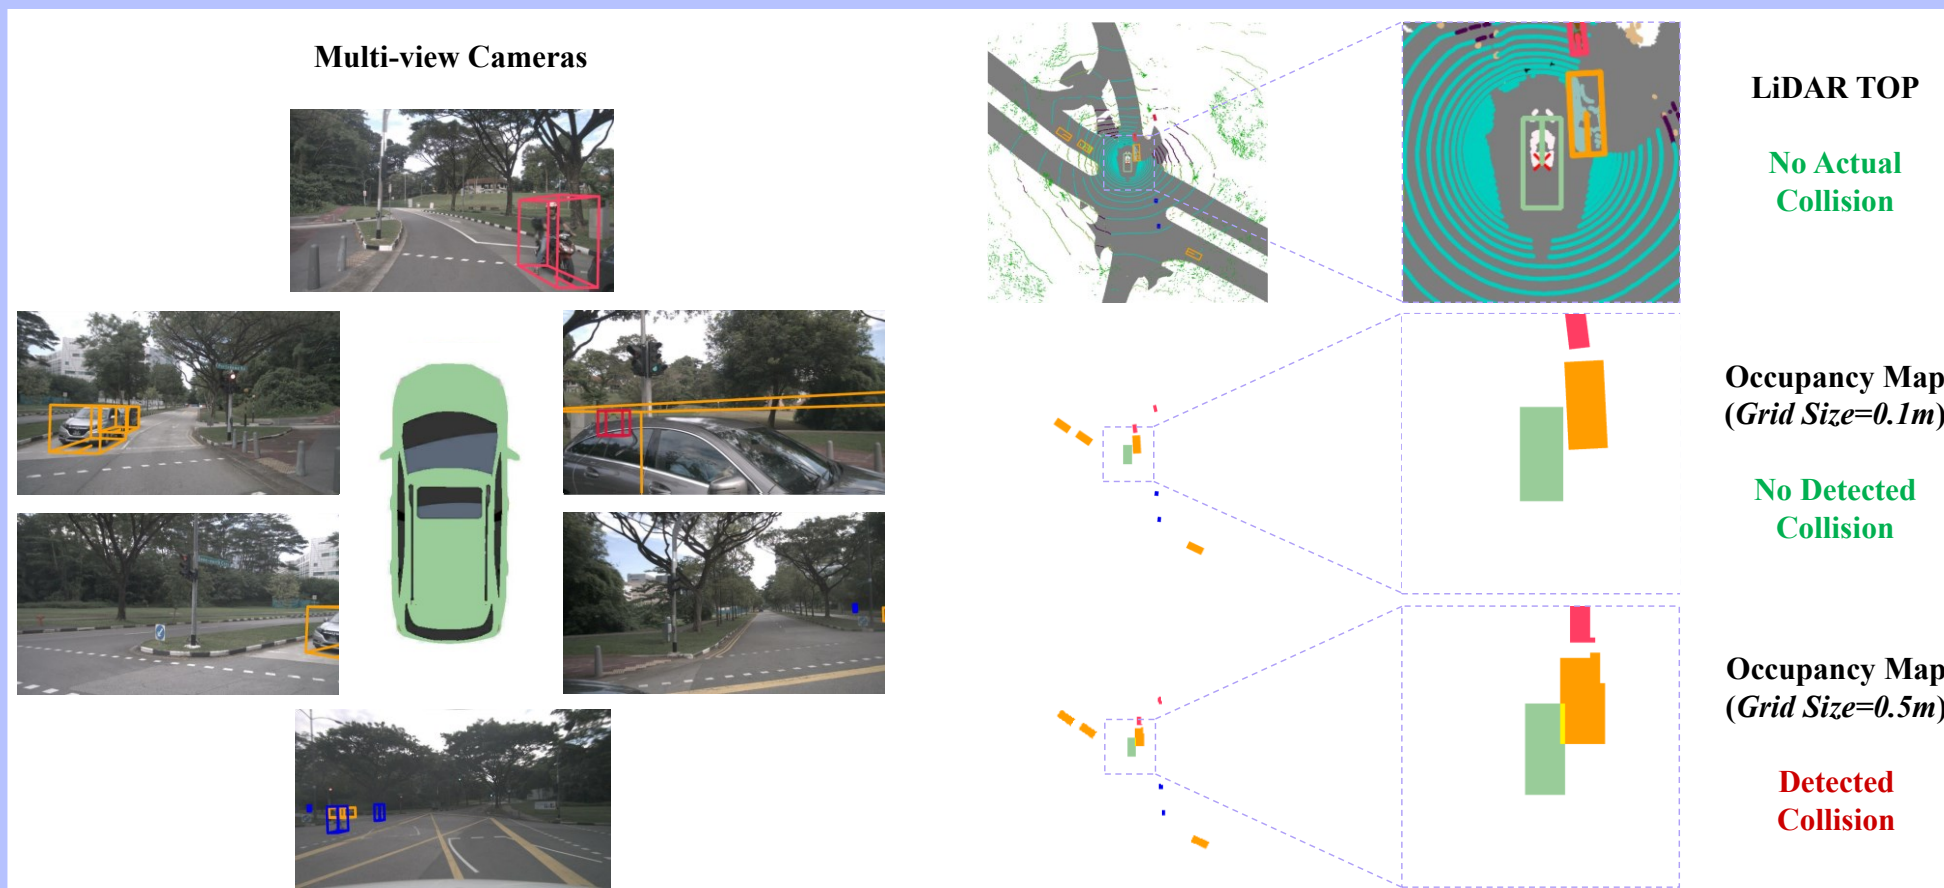 Multi-view Cameras
LiDAR TOP
No Actual
Collision
Occupancy Map
(Grid Size=0.1m)
No Detected
Collision
Occupancy Map
(Grid Size=0.5m)
Detected
Collision